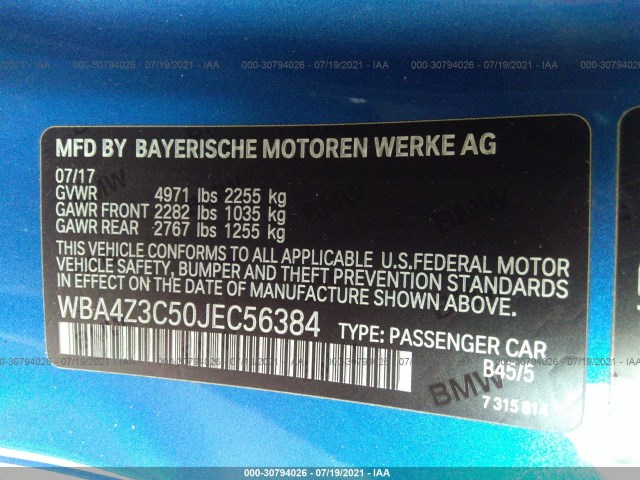 000-30794026 - 07/19/2021 - IAA
MFD BY BAYERISCHE MOTOREN WERKE AG
07/17
GVWR 4971 lbs 2255 kg
GAWR FRONT 2282 lbs 1035 kg
GAWR REAR 2767 lbs 1255 kg
THIS VEHICLE CONFORMS TO ALL APPLICABLE U.S.FEDERAL MOTOR
VEHICLE SAFETY, BUMPER AND THEFT PREVENTION STANDARDS
IN EFFECT ON THE DATE OF MANUFACTURE SHOWN ABOVE.
WBA4Z3C50JEC56384 TYPE: PASSENGER CAR
B45/5
BMW
7 315 814
000-30794026 - 07/19/2021 - IAA